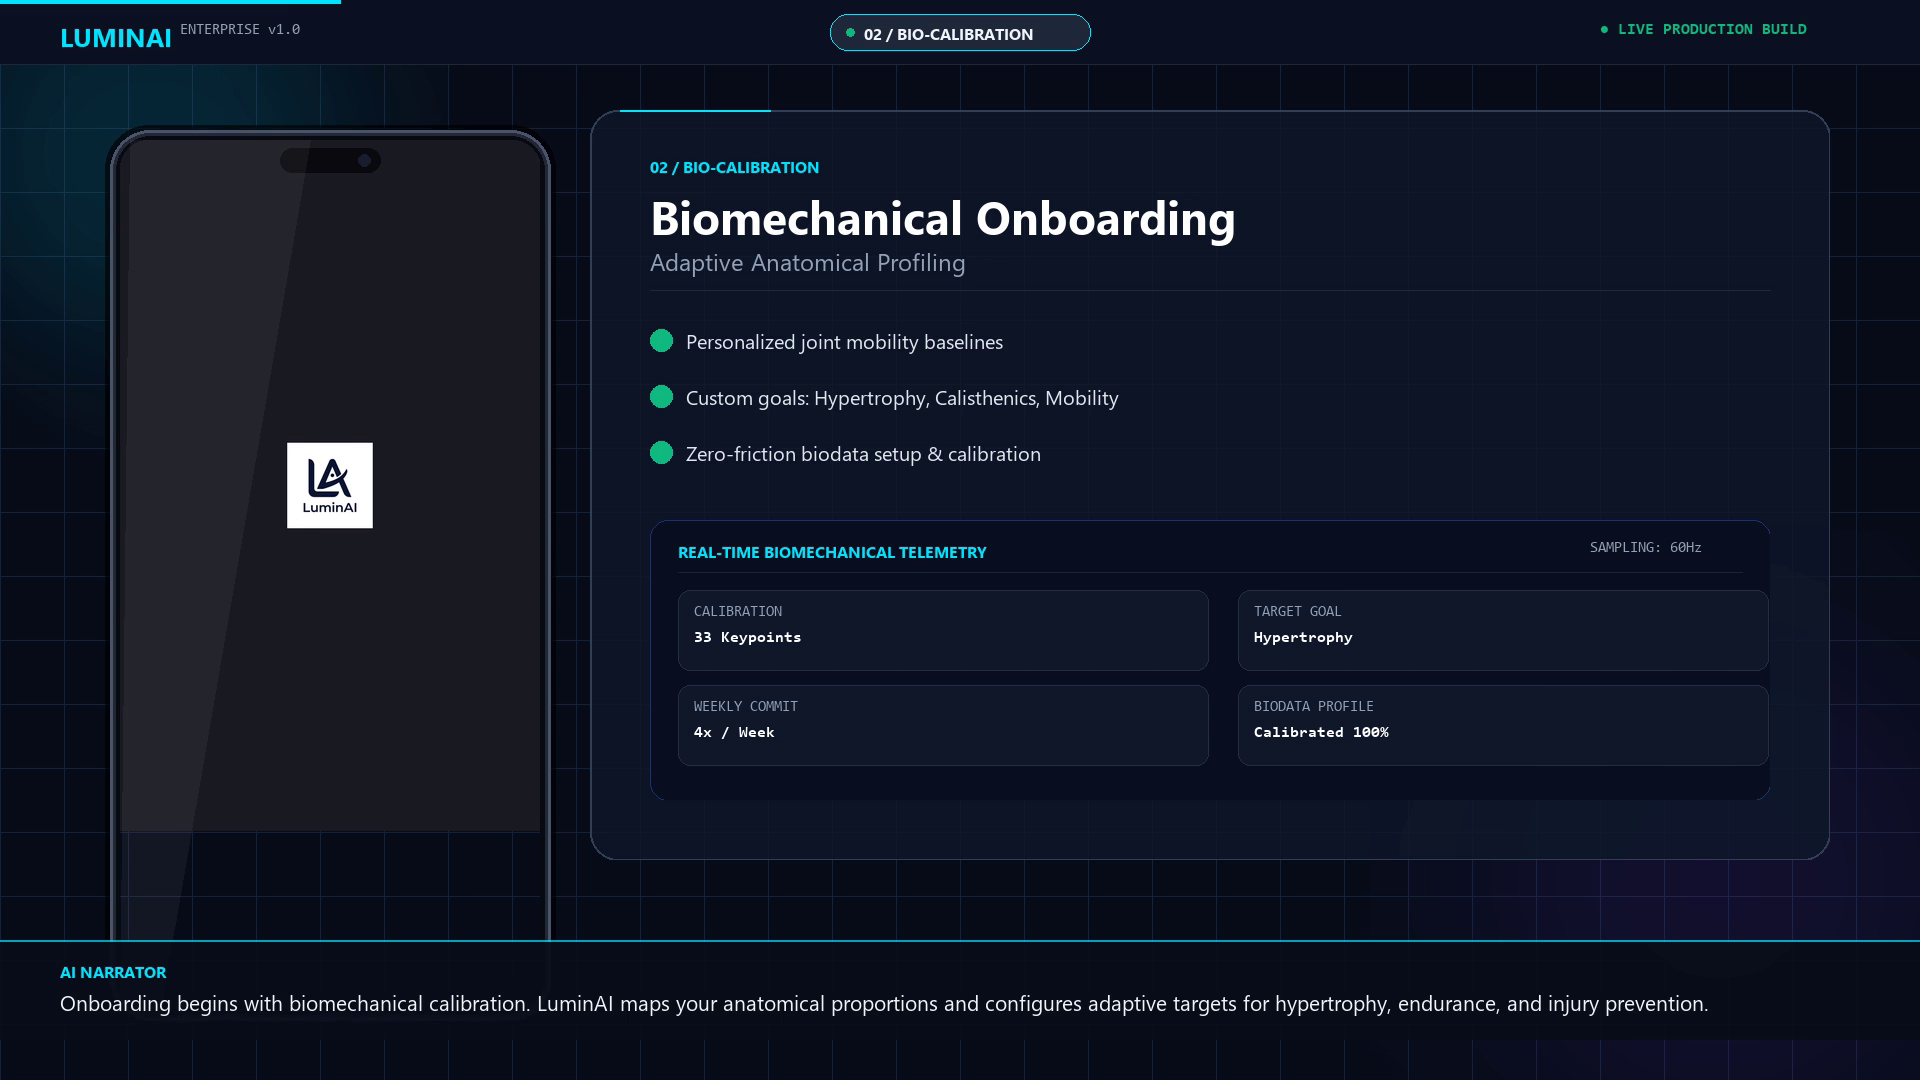 LUMINAI ENTERPRISE v1.0
02 / BIO-CALIBRATION
LIVE PRODUCTION BUILD
LA
LuminAI
02 / BIO-CALIBRATION
Biomechanical Onboarding
Adaptive Anatomical Profiling
Personalized joint mobility baselines
Custom goals: Hypertrophy, Calisthenics, Mobility
Zero-friction biodata setup & calibration
REAL-TIME BIOMECHANICAL TELEMETRY
SAMPLING: 60Hz
CALIBRATION
33 Keypoints
TARGET GOAL
Hypertrophy
WEEKLY COMMIT
4x / Week
BIODATA PROFILE
Calibrated 100%
AI NARRATOR
Onboarding begins with biomechanical calibration. LuminAI maps your anatomical proportions and configures adaptive targets for hypertrophy, endurance, and injury prevention.